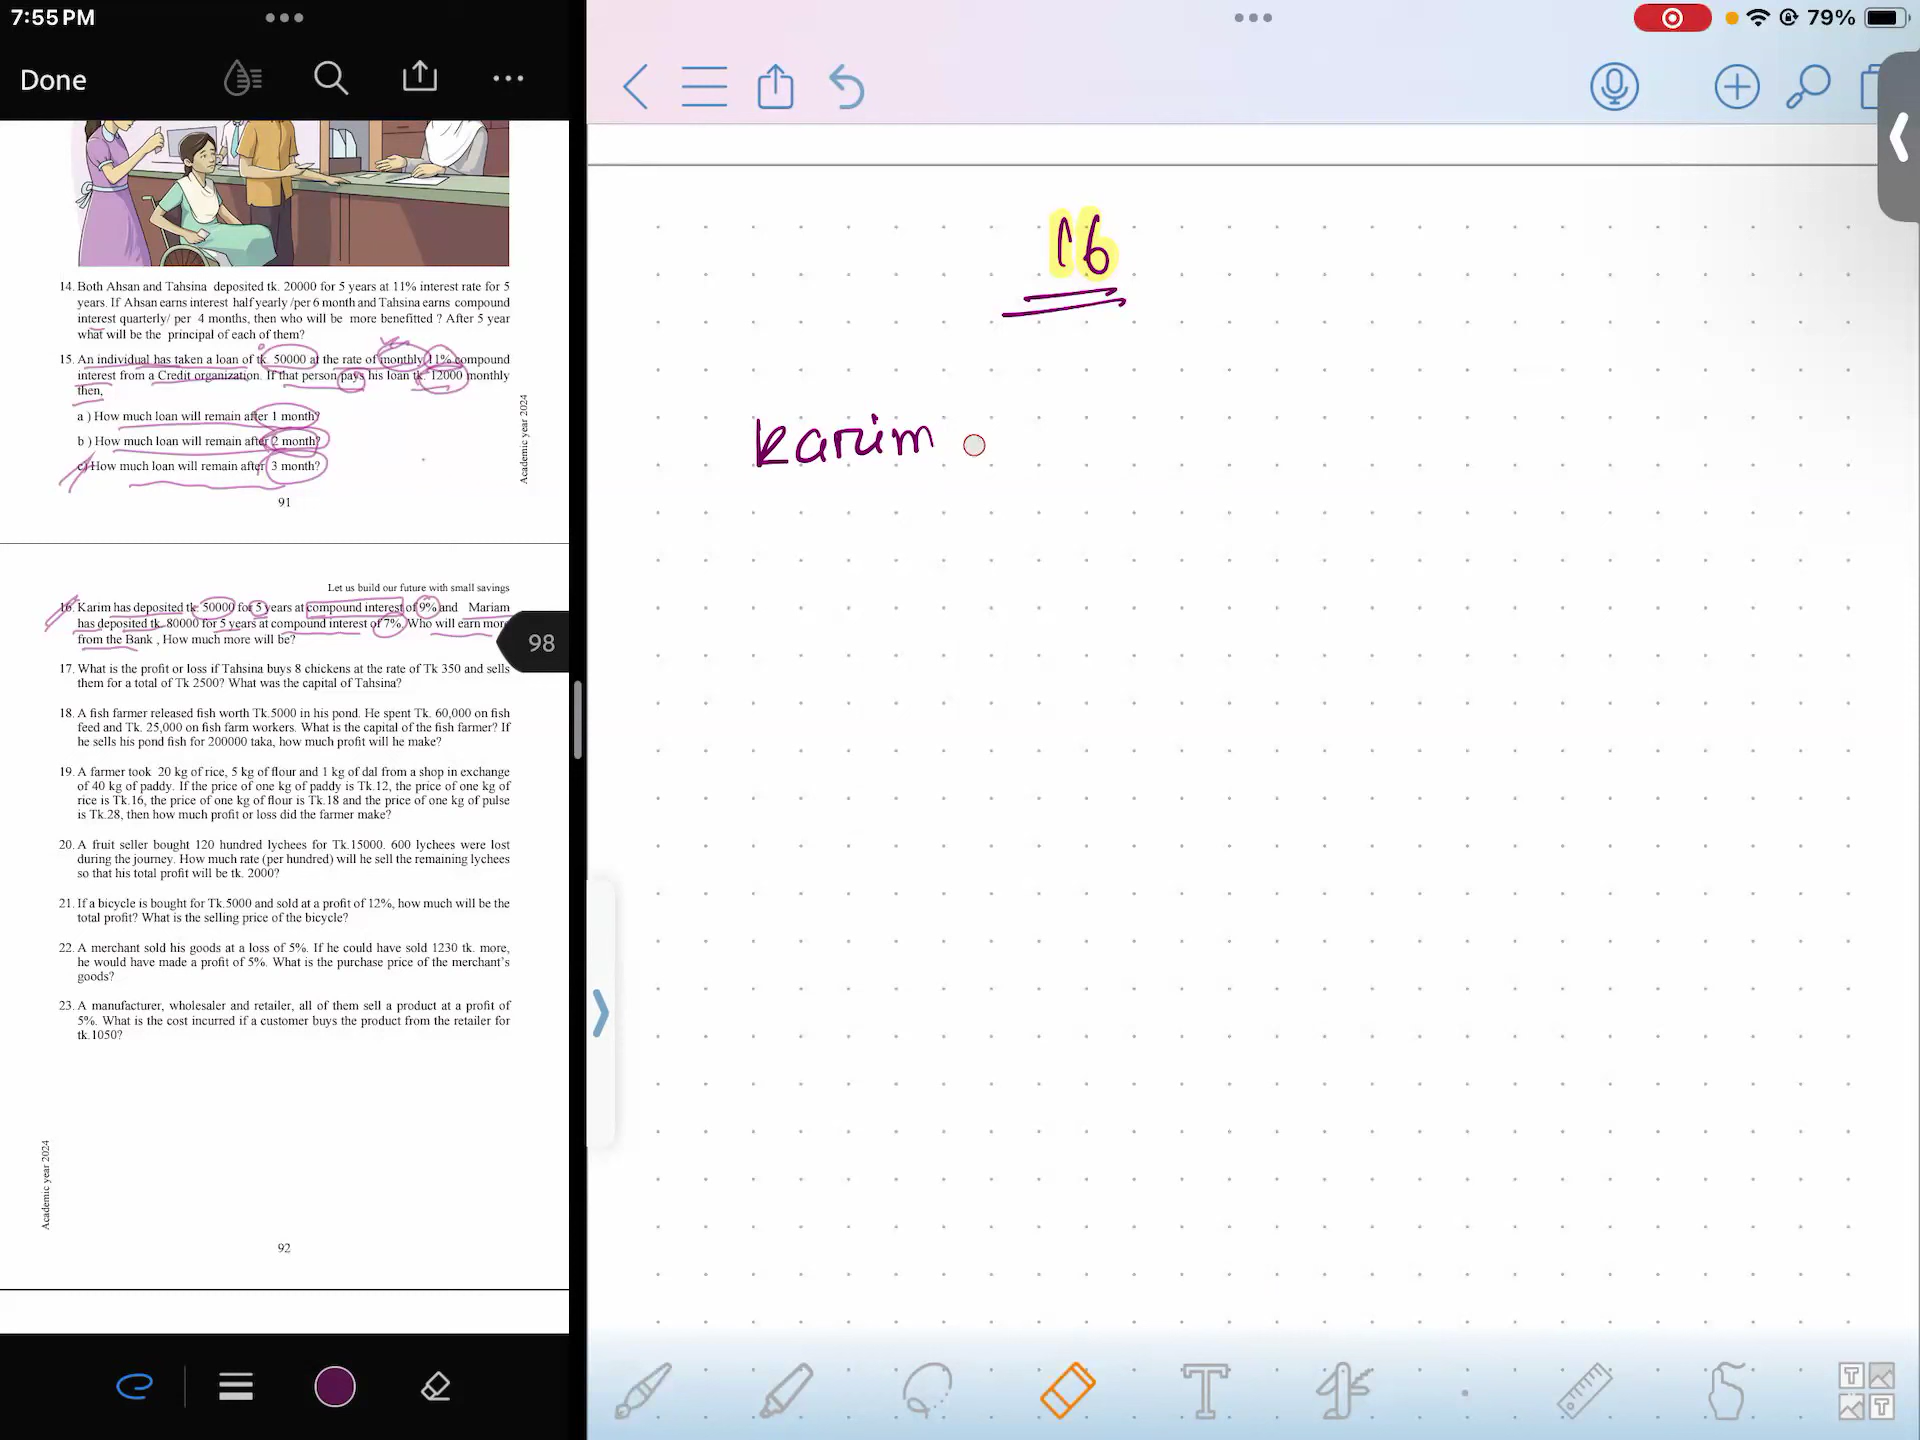 7:55 PM
79%
Done
14. Both Ahsan and Tahsina deposited tk. 20000 for 5 years at 11% interest rate for 5
years. If Ahsan earns interest half yearly /per 6 month and Tahsina earns compound
interest quarterly/ per 4 months, then who will be more benefitted ? After 5 year
what will be the principal of each of them?
15. An individual has taken a loan of tk. 50000 at the rate of monthly 11% compound
interest from a Credit organization. If that person pays his loan tk. 12000 monthly
then,
a ) How much loan will remain after 1 month?
b ) How much loan will remain after 2 month?
c) How much loan will remain after 3 month?
Academic year 2024
91
Let us build our future with small savings
16. Karim has deposited tk. 50000 for 5 years at compound interest of 9% and Mariam
has deposited tk. 80000 for 5 years at compound interest of 7%. Who will earn mor
from the Bank , How much more will be?
98
17. What is the profit or loss if Tahsina buys 8 chickens at the rate of Tk 350 and sells
them for a total of Tk 2500? What was the capital of Tahsina?
18. A fish farmer released fish worth Tk.5000 in his pond. He spent Tk. 60,000 on fish
feed and Tk. 25,000 on fish farm workers. What is the capital of the fish farmer? If
he sells his pond fish for 200000 taka, how much profit will he make?
19. A farmer took 20 kg of rice, 5 kg of flour and 1 kg of dal from a shop in exchange
of 40 kg of paddy. If the price of one kg of paddy is Tk.12, the price of one kg of
rice is Tk.16, the price of one kg of flour is Tk.18 and the price of one kg of pulse
is Tk.28, then how much profit or loss did the farmer make?
20. A fruit seller bought 120 hundred lychees for Tk.15000. 600 lychees were lost
during the journey. How much rate (per hundred) will he sell the remaining lychees
so that his total profit will be tk. 2000?
21. If a bicycle is bought for Tk.5000 and sold at a profit of 12%, how much will be the
total profit? What is the selling price of the bicycle?
22. A merchant sold his goods at a loss of 5%. If he could have sold 1230 tk. more,
he would have made a profit of 5%. What is the purchase price of the merchant's
goods?
23. A manufacturer, wholesaler and retailer, all of them sell a product at a profit of
5%. What is the cost incurred if a customer buys the product from the retailer for
tk.1050?
Academic year 2024
92
16
Karim